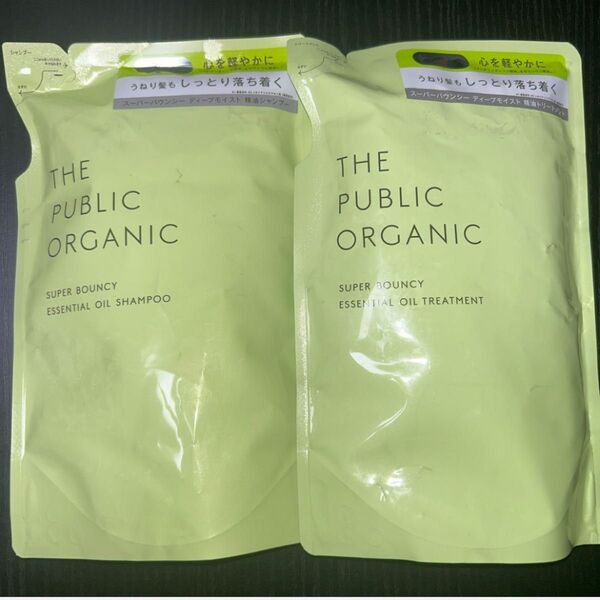 シャンプー
心を軽やかに
うねり髪もしっとり落ち着く
スーパーバウンシー ディープモイスト 精油シャンプー
THE
PUBLIC
ORGANIC
SUPER BOUNCY
ESSENTIAL OIL SHAMPOO
心を軽やかに
うねり髪もしっとり落ち着く
スーパーバウンシー ディープモイスト 精油トリートメント
THE
PUBLIC
ORGANIC
SUPER BOUNCY
ESSENTIAL OIL TREATMENT